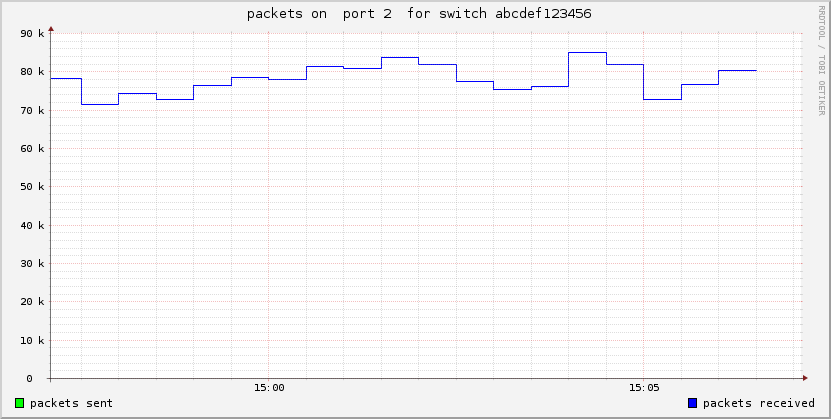 packets on  port 2  for switch abcdef123456
RRDTOOL / TOBI OETIKER
90 k
80 k
70 k
60 k
50 k
40 k
30 k
20 k
10 k
0
15:00 15:05
packets sent packets received